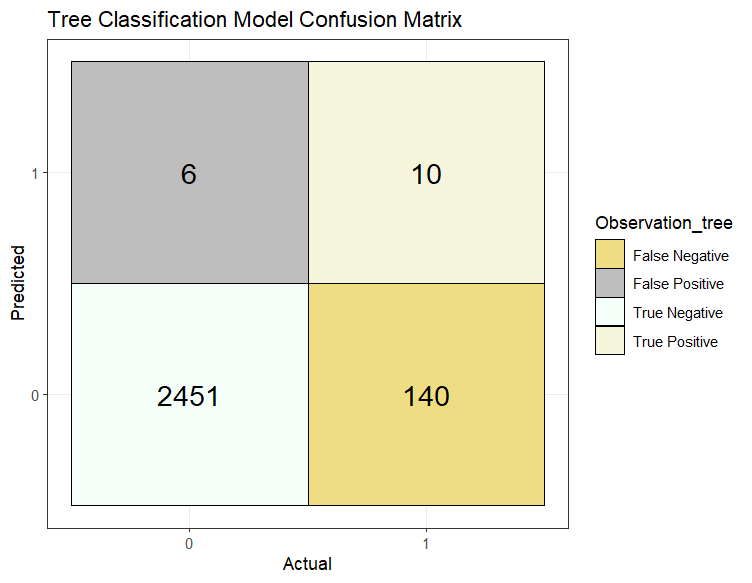 Tree Classification Model Confusion Matrix
Predicted
1
0
6
10
2451
140
0
1
Actual
Observation_tree
False Negative
False Positive
True Negative
True Positive